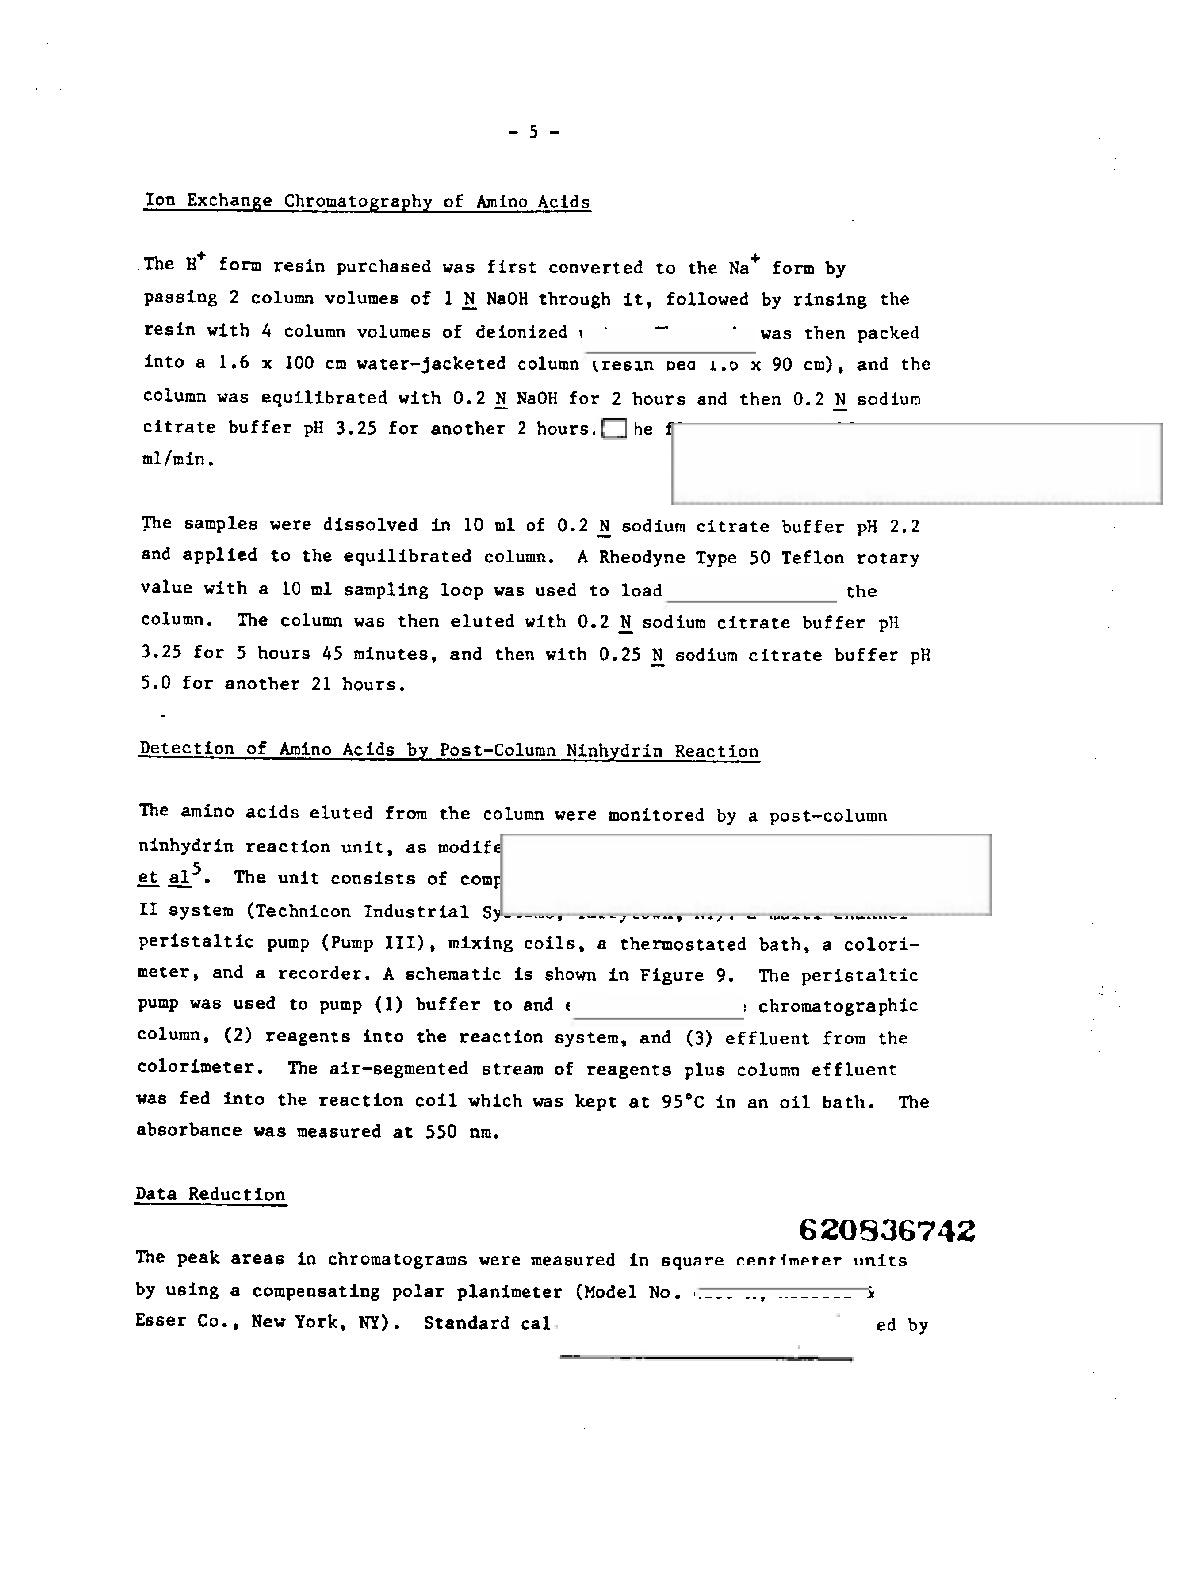 - 5 -
Ion Exchange Chromatography of Amino Acids
The H+ form resin purchased was first converted to the Na+ form by
passing 2 column volumes of 1 N NaOH through it, followed by rinsing the
resin with 4 column volumes of deionized was then packed
into a 1.6 x 100 cm water-jacketed column (resin bed 1.6 x 90 cm), and the
column was equilibrated with 0.2 N NaOH for 2 hours and then 0.2 N sodium
citrate buffer pH 3.25 for another 2 hours. he
ml/min.
The samples were dissolved in 10 ml of 0.2 N sodium citrate buffer pH 2.2
and applied to the equilibrated column. A Rheodyne Type 50 Teflon rotary
value with a 10 ml sampling loop was used to load the
column. The column was then eluted with 0.2 N sodium citrate buffer pH
3.25 for 5 hours 45 minutes, and then with 0.25 N sodium citrate buffer pH
5.0 for another 21 hours.
Detection of Amino Acids by Post-Column Ninhydrin Reaction
The amino acids eluted from the column were monitored by a post-column
ninhydrin reaction unit, as modife
et al5. The unit consists of comp
II system (Technicon Industrial
peristaltic pump (Pump III), mixing coils, a thermostated bath, a colori-
meter, and a recorder. A schematic is shown in Figure 9. The peristaltic
pump was used to pump (1) buffer to and chromatographic
column, (2) reagents into the reaction system, and (3) effluent from the
colorimeter. The air-segmented stream of reagents plus column effluent
was fed into the reaction coil which was kept at 95°C in an oil bath. The
absorbance was measured at 550 nm.
Data Reduction
620836742
The peak areas in chromatograms were measured in square centimeter units
by using a compensating polar planimeter (Model No.
Esser Co., New York, NY). Standard cal ed by